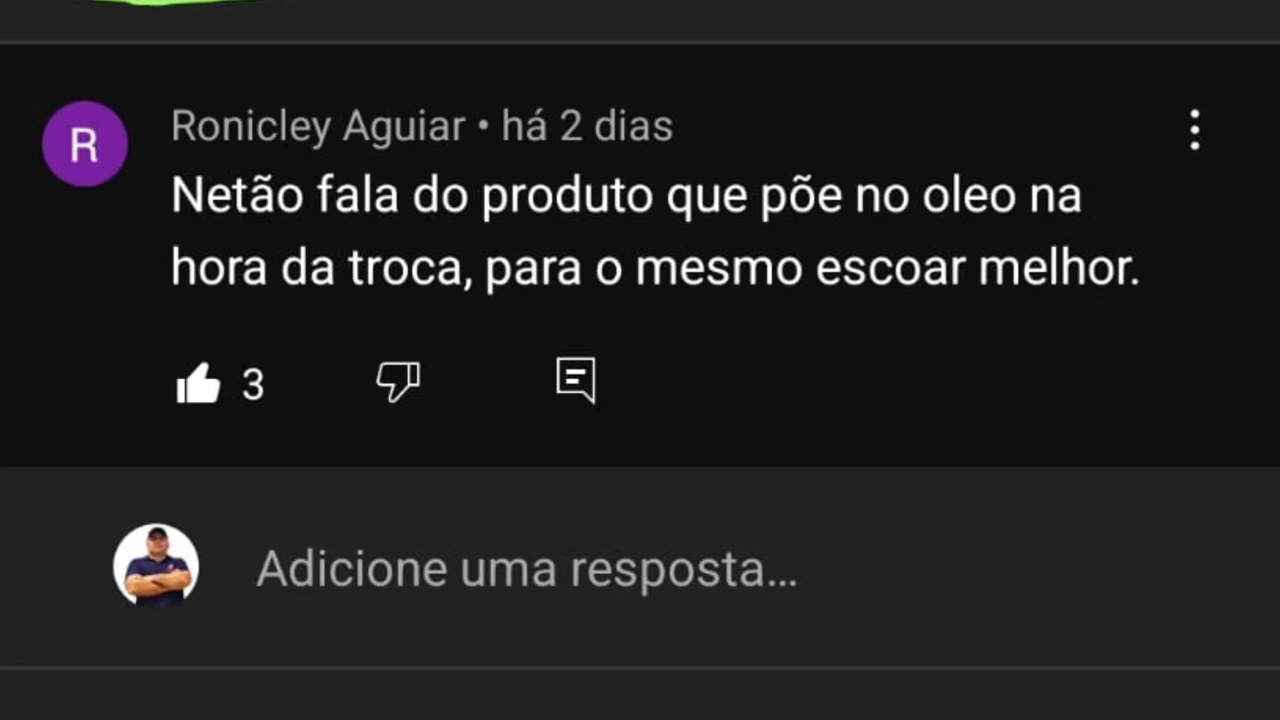 R
Ronicley Aguiar • há 2 dias
Netão fala do produto que põe no oleo na
hora da troca, para o mesmo escoar melhor.
3
Adicione uma resposta...